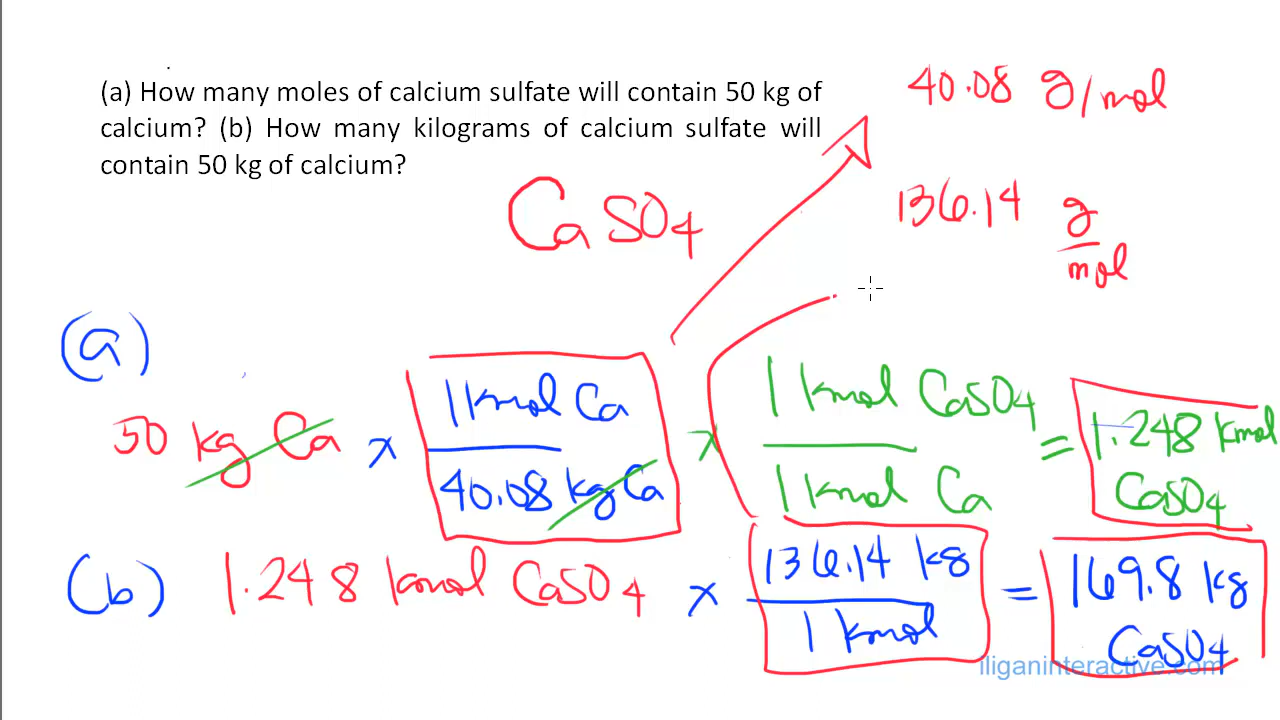 (a) How many moles of calcium sulfate will contain 50 kg of
calcium? (b) How many kilograms of calcium sulfate will
contain 50 kg of calcium?
40.08 g/mol
136.14 g/mol
CaSO4
(a)
50 kg Ca x 1 kmol Ca / 40.08 kg Ca x 1 kmol CaSO4 / 1 kmol Ca = 1.248 kmol CaSO4
(b) 1.248 kmol CaSO4 x 136.14 kg / 1 kmol = 169.8 kg CaSO4
iliganinteractive.com